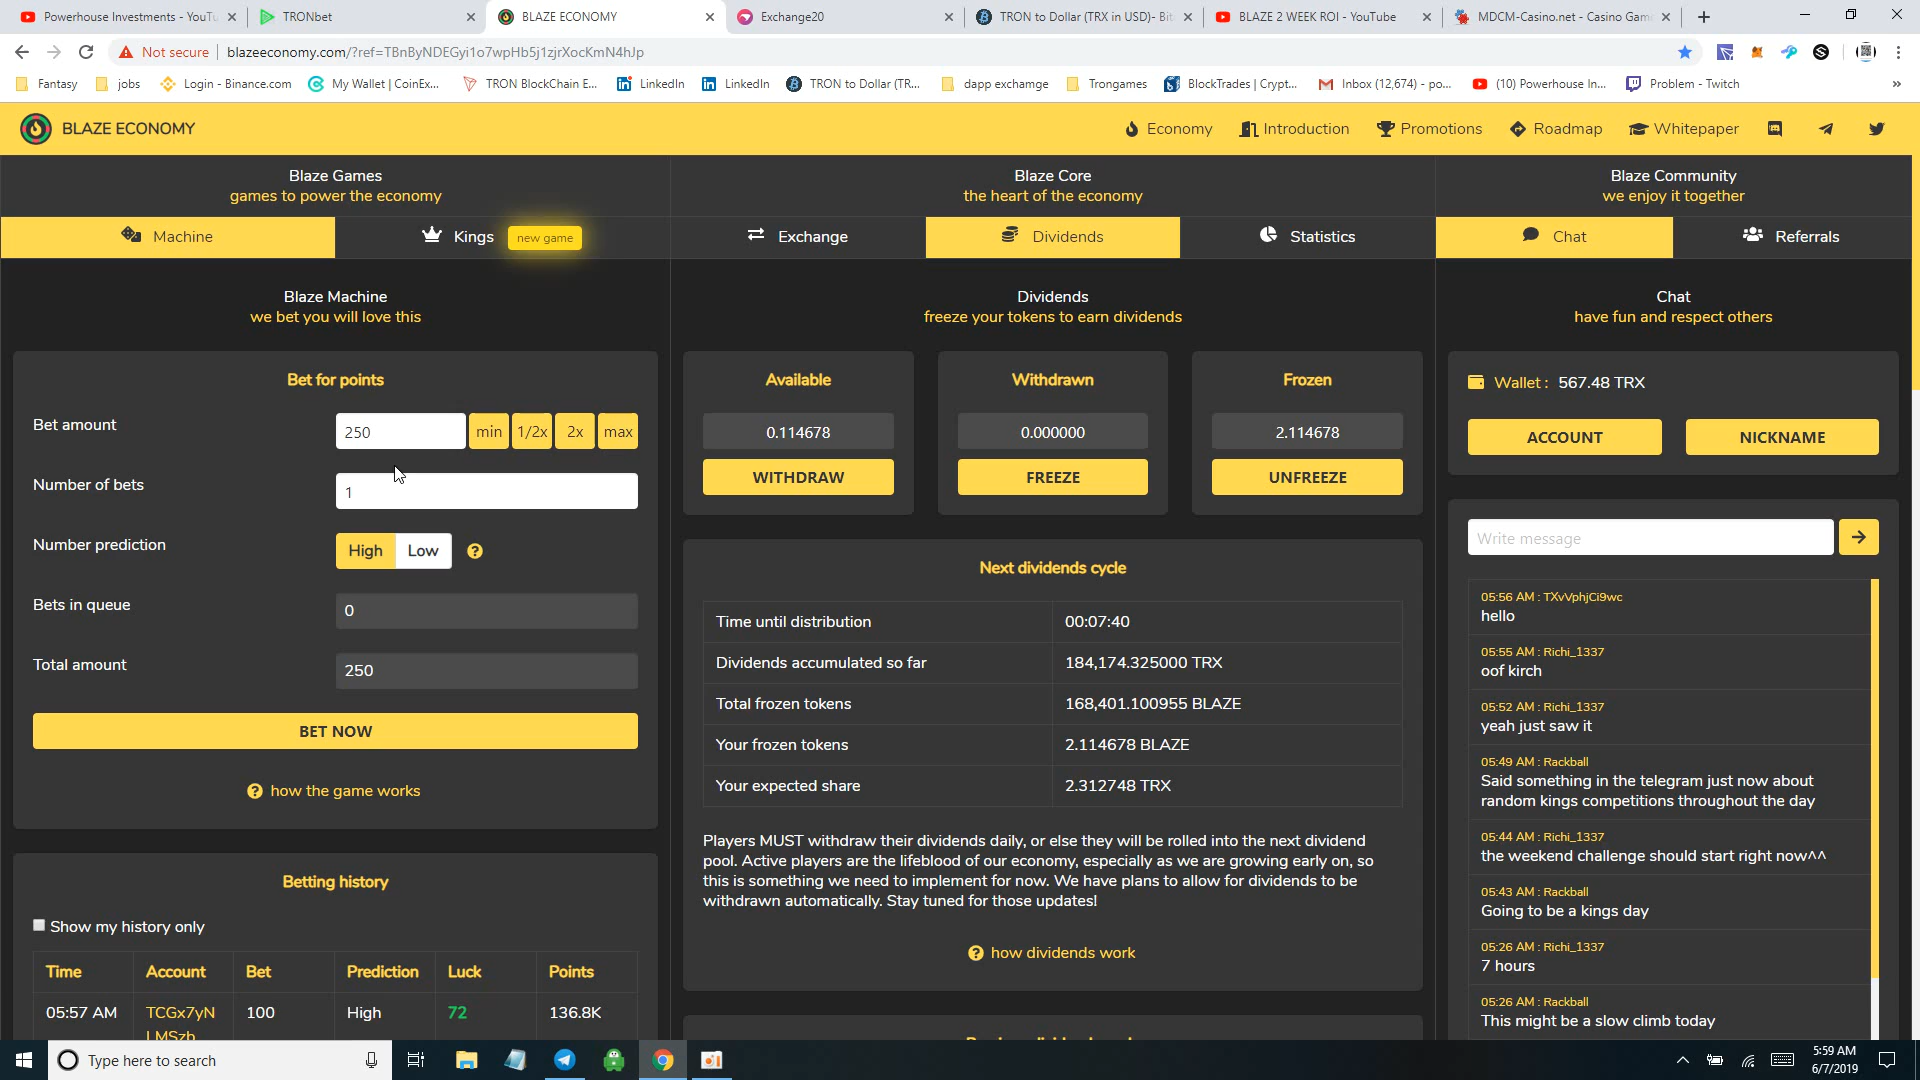 Powerhouse Investments - YouTu
TRONbet
BLAZE ECONOMY
Exchange20
TRON to Dollar (TRX in USD)- Bit
BLAZE 2 WEEK ROI - YouTube
MDCM-Casino.net - Casino Game
Not secure
blazeeconomy.com/?ref=TBnByNDEGyi1o7wpHb5j1zjrXocKmN4hJp
Fantasy
jobs
Login - Binance.com
My Wallet | CoinEx...
TRON BlockChain E...
LinkedIn
LinkedIn
TRON to Dollar (TR...
dapp exchamge
Trongames
BlockTrades | Crypt...
Inbox (12,674) - po...
(10) Powerhouse In...
Problem - Twitch
»
BLAZE ECONOMY
Economy
Introduction
Promotions
Roadmap
Whitepaper
Blaze Games
games to power the economy
Blaze Core
the heart of the economy
Blaze Community
we enjoy it together
Machine
Kings
new game
Exchange
Dividends
Statistics
Chat
Referrals
Blaze Machine
we bet you will love this
Bet for points
Bet amount
250
min
1/2x
2x
max
Number of bets
1
Number prediction
High
Low
?
Bets in queue
0
Total amount
250
BET NOW
? how the game works
Betting history
Show my history only
Time Account Bet Prediction Luck Points
05:57 AM TCGx7yN 100 High 72 136.8K
LMSzh
Dividends
freeze your tokens to earn dividends
Available
0.114678
WITHDRAW
Withdrawn
0.000000
FREEZE
Frozen
2.114678
UNFREEZE
Next dividends cycle
Time until distribution 00:07:40
Dividends accumulated so far 184,174.325000 TRX
Total frozen tokens 168,401.100955 BLAZE
Your frozen tokens 2.114678 BLAZE
Your expected share 2.312748 TRX
Players MUST withdraw their dividends daily, or else they will be rolled into the next dividend
pool. Active players are the lifeblood of our economy, especially as we are growing early on, so
this is something we need to implement for now. We have plans to allow for dividends to be
withdrawn automatically. Stay tuned for those updates!
? how dividends work
Chat
have fun and respect others
Wallet : 567.48 TRX
ACCOUNT
NICKNAME
Write message
05:56 AM : TXvVphjCi9wc
hello
05:55 AM : Richi_1337
oof kirch
05:52 AM : Richi_1337
yeah just saw it
05:49 AM : Rackball
Said something in the telegram just now about
random kings competitions throughout the day
05:44 AM : Richi_1337
the weekend challenge should start right now^^
05:43 AM : Rackball
Going to be a kings day
05:26 AM : Richi_1337
7 hours
05:26 AM : Rackball
This might be a slow climb today
Type here to search
5:59 AM
6/7/2019